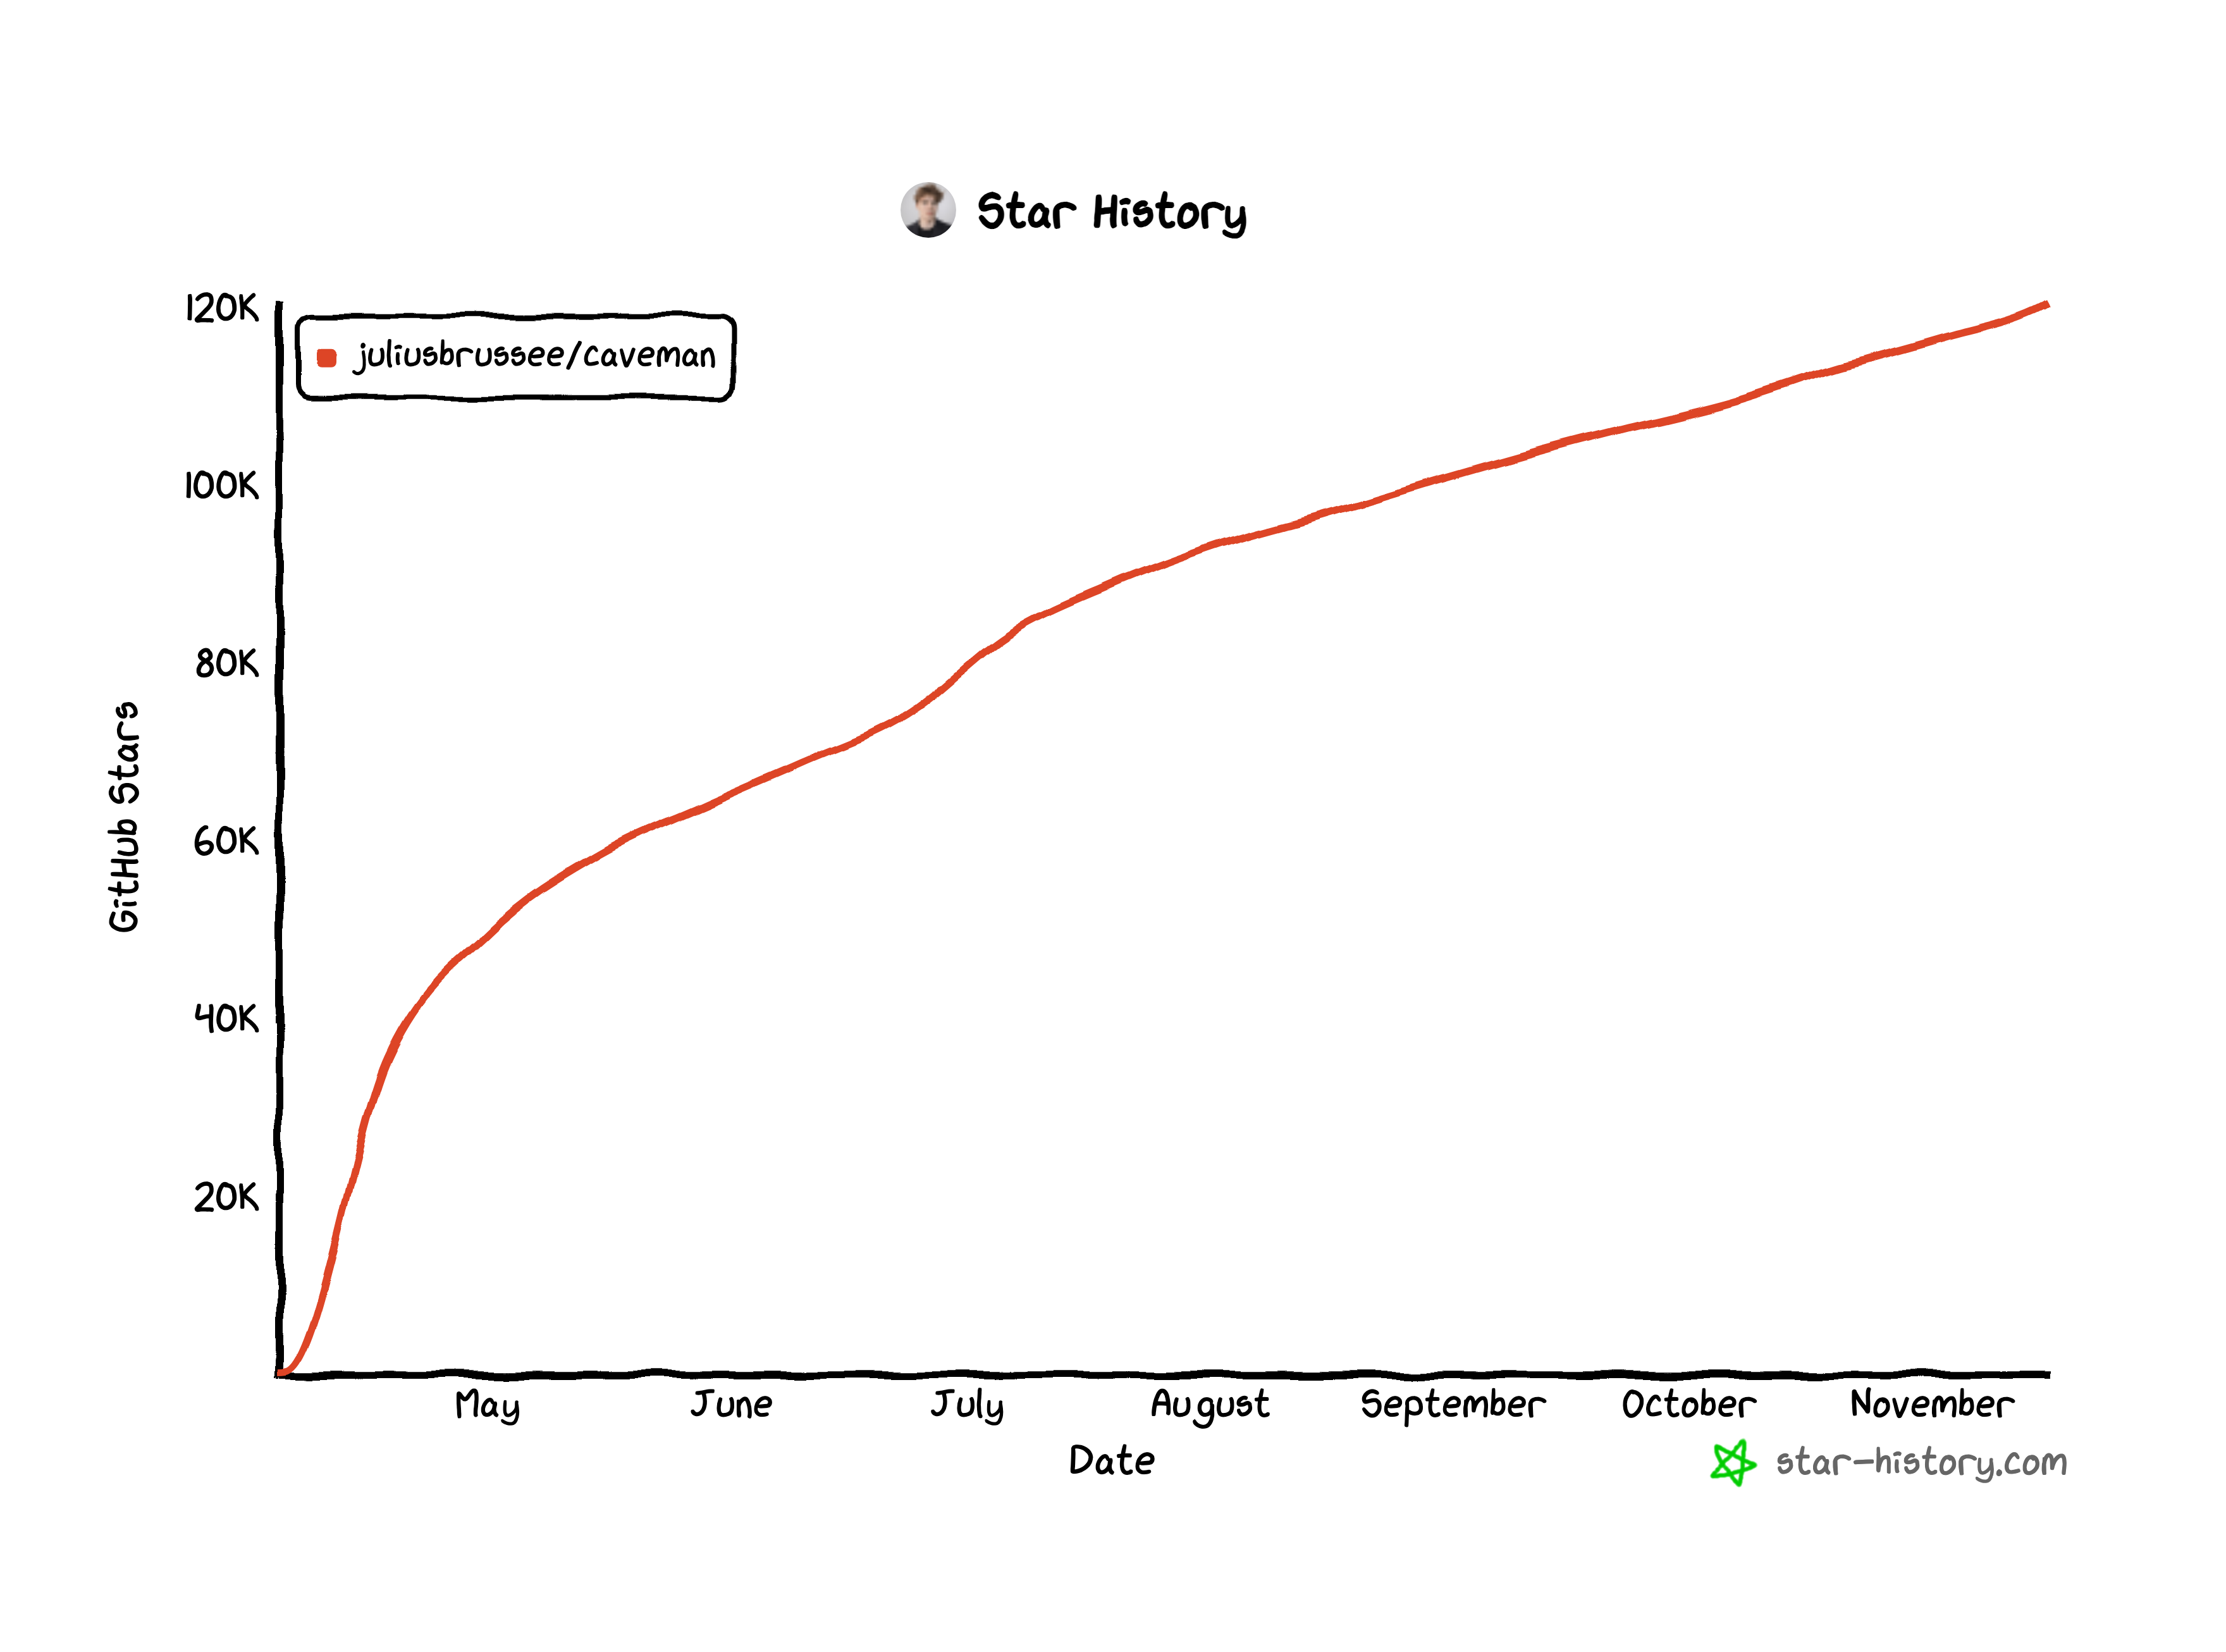 Star History
juliusbrussee/caveman
120K
100K
80K
60K
40K
20K
GitHub Stars
May June July August September October November
Date
star-history.com